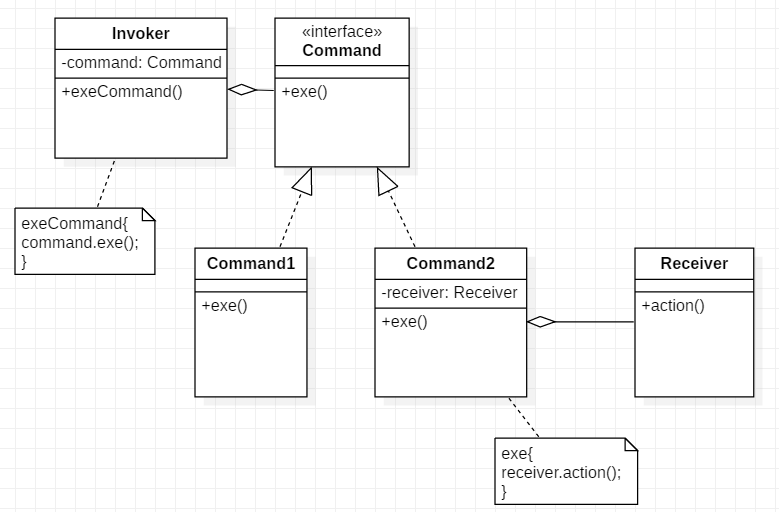 Invoker
-command: Command
+exeCommand()
«interface»
Command
+exe()
exeCommand{
command.exe();
}
Command1
+exe()
Command2
-receiver: Receiver
+exe()
Receiver
+action()
exe{
receiver.action();
}